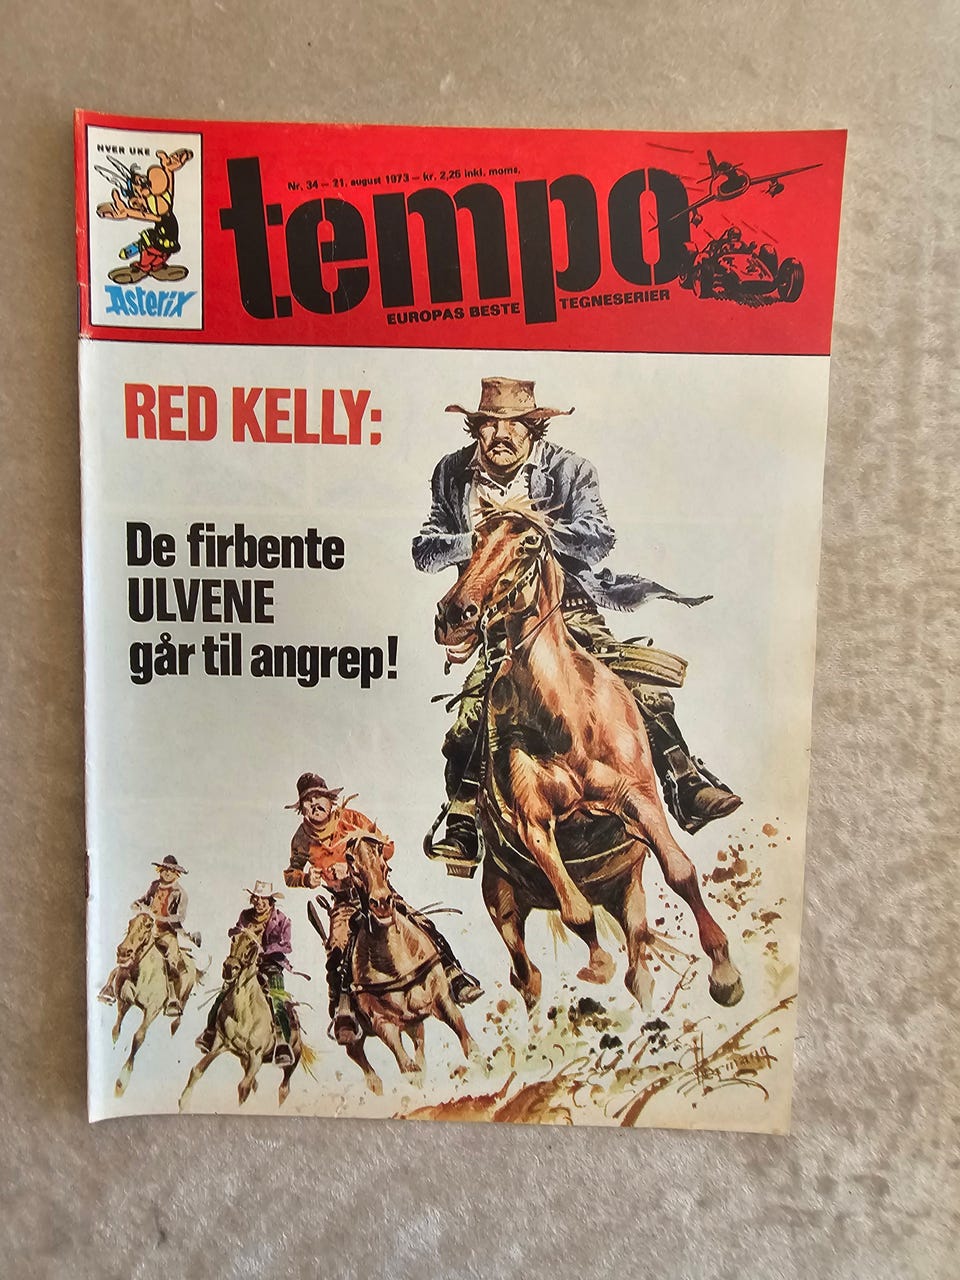 HVER UKE
Asterix
Nr. 34 – 21. august 1973 – kr. 2,25 inkl. moms.
tempo
EUROPAS BESTE TEGNESERIER
RED KELLY:
De firbente
ULVENE
går til angrep!
Hermann